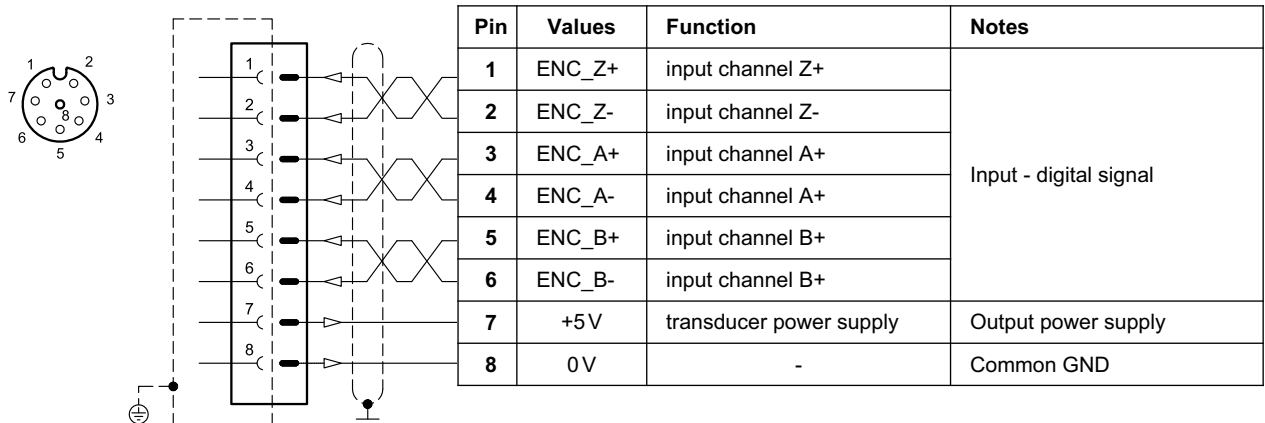 1 2
7 8 3
6 4
5
1
2
3
4
5
6
7
8
Pin Values Function Notes
1 ENC_Z+ input channel Z+
2 ENC_Z- input channel Z-
3 ENC_A+ input channel A+
Input - digital signal
4 ENC_A- input channel A+
5 ENC_B+ input channel B+
6 ENC_B- input channel B+
7 +5V transducer power supply Output power supply
8 0V - Common GND